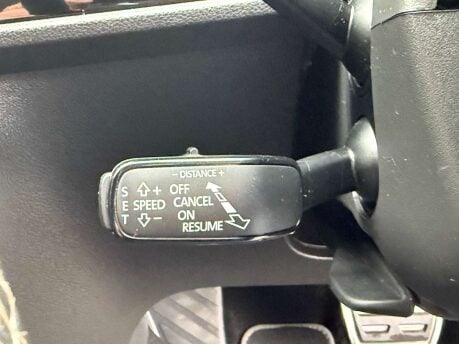 − DISTANCE +
S ⇧ + OFF
E SPEED CANCEL
T ⇩ − ON
RESUME